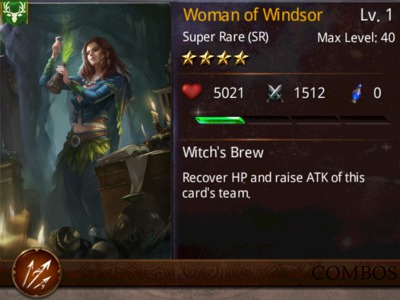 Woman of Windsor Lv. 1
Super Rare (SR) Max Level: 40
5021 1512 0
Witch's Brew
Recover HP and raise ATK of this
card's team.
COMBOS